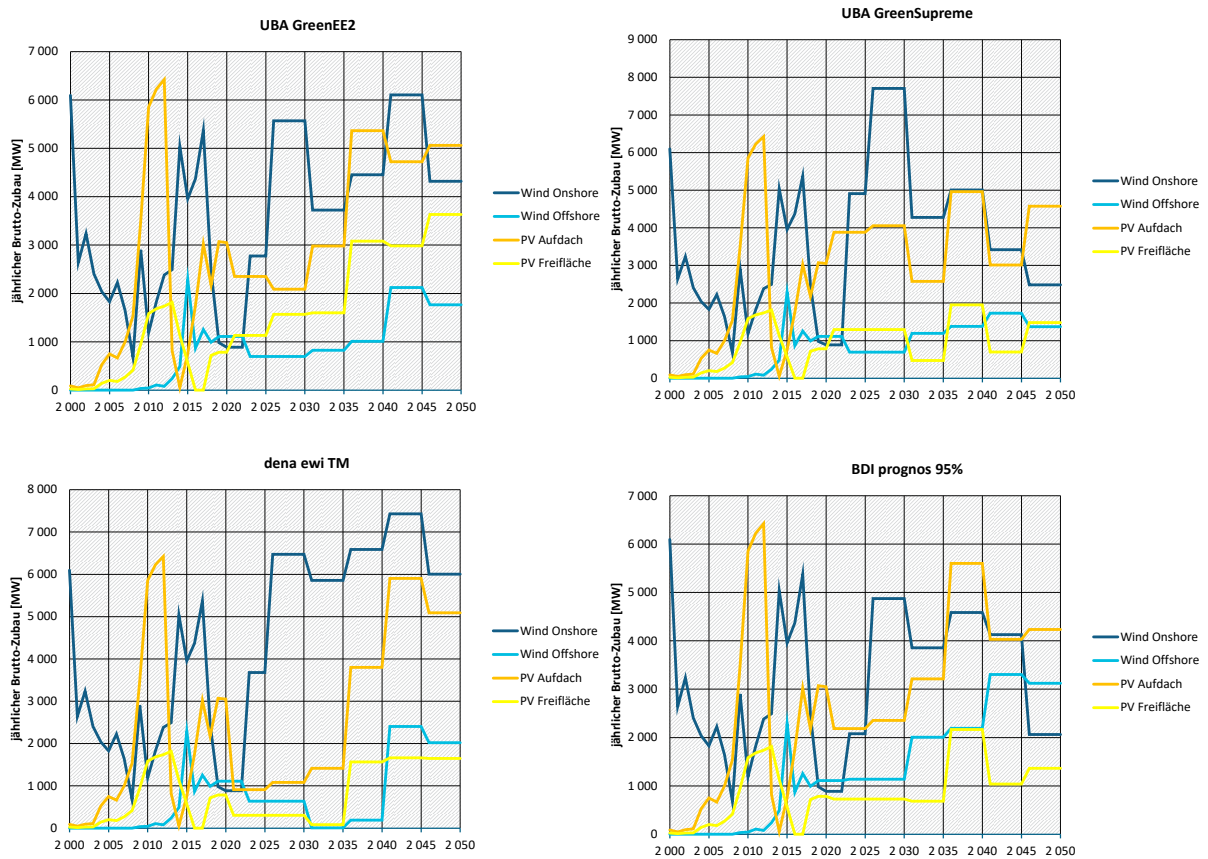 UBA GreenEE2
jährlicher Brutto-Zubau [MW]
7 000
6 000
5 000
4 000
3 000
2 000
1 000
0
2 000 2 005 2 010 2 015 2 020 2 025 2 030 2 035 2 040 2 045 2 050
Wind Onshore
Wind Offshore
PV Aufdach
PV Freifläche
UBA GreenSupreme
jährlicher Brutto-Zubau [MW]
9 000
8 000
7 000
6 000
5 000
4 000
3 000
2 000
1 000
0
2 000 2 005 2 010 2 015 2 020 2 025 2 030 2 035 2 040 2 045 2 050
Wind Onshore
Wind Offshore
PV Aufdach
PV Freifläche
dena ewi TM
jährlicher Brutto-Zubau [MW]
8 000
7 000
6 000
5 000
4 000
3 000
2 000
1 000
0
2 000 2 005 2 010 2 015 2 020 2 025 2 030 2 035 2 040 2 045 2 050
Wind Onshore
Wind Offshore
PV Aufdach
PV Freifläche
BDI prognos 95%
jährlicher Brutto-Zubau [MW]
7 000
6 000
5 000
4 000
3 000
2 000
1 000
0
2 000 2 005 2 010 2 015 2 020 2 025 2 030 2 035 2 040 2 045 2 050
Wind Onshore
Wind Offshore
PV Aufdach
PV Freifläche